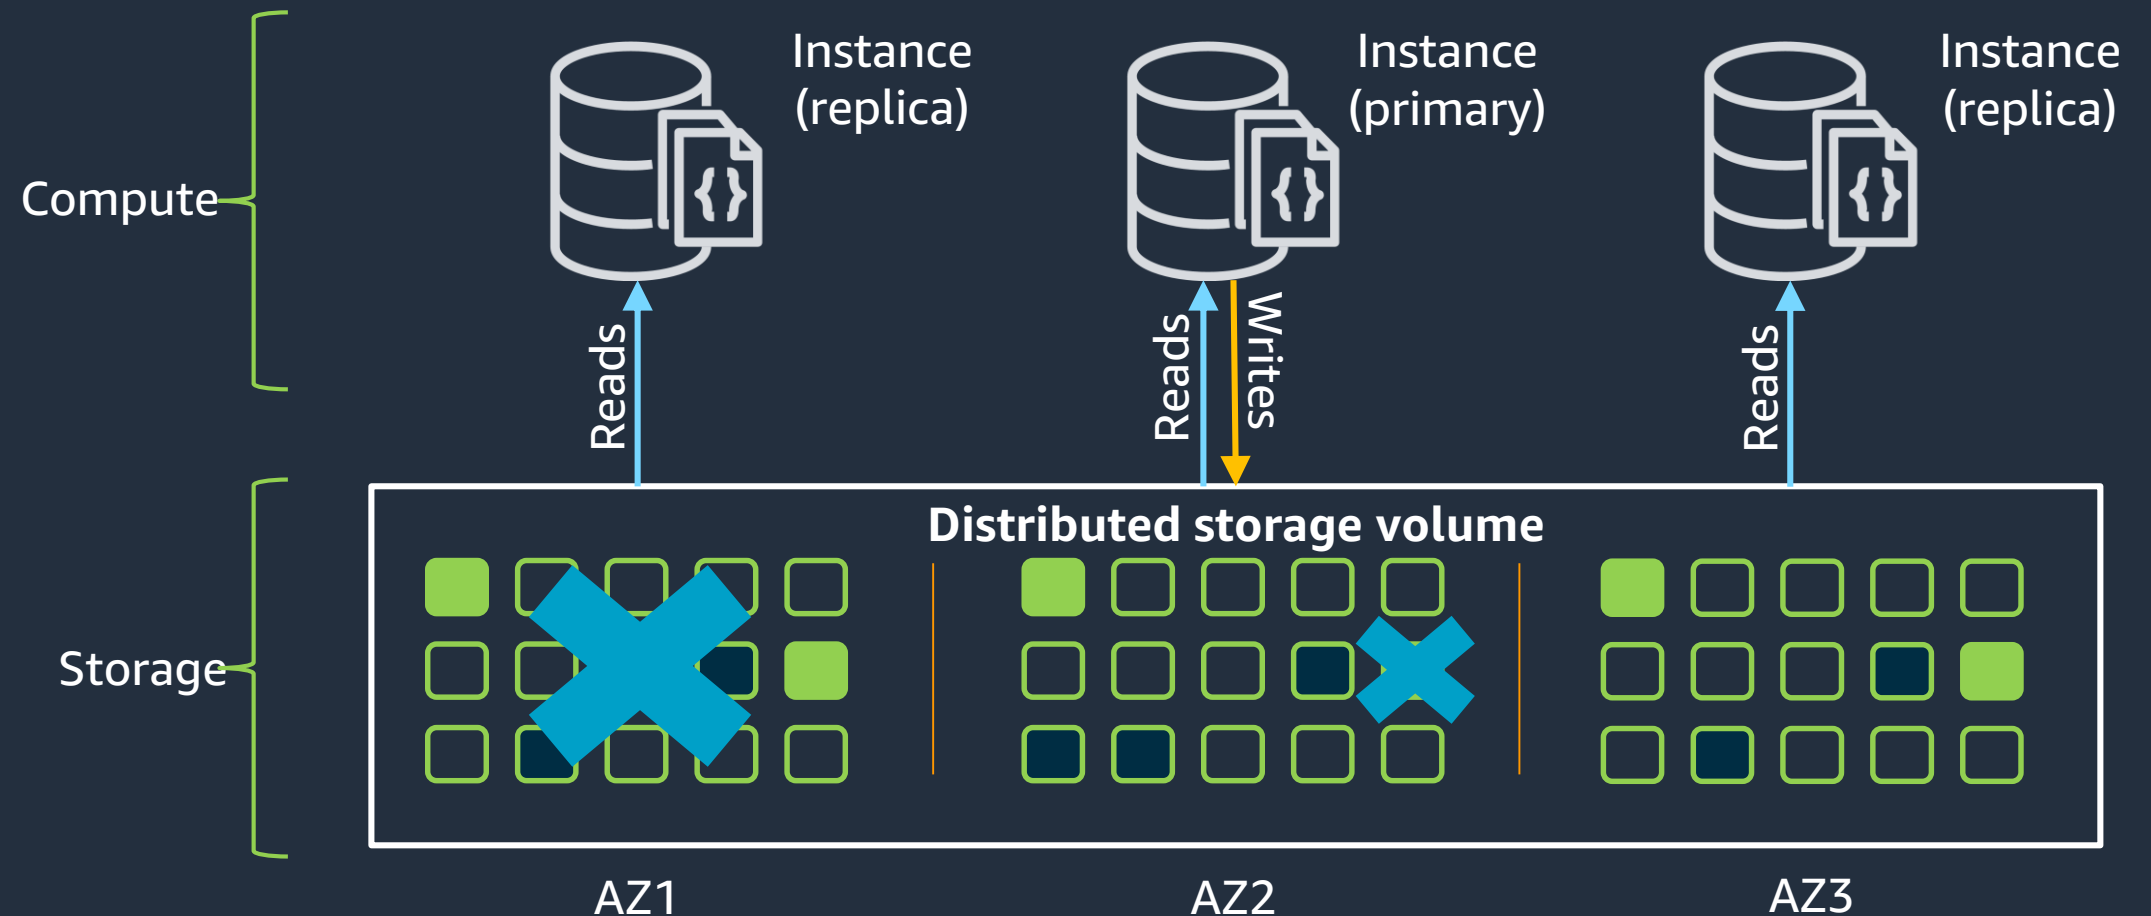 Instance
(replica)
Instance
(primary)
Instance
(replica)
Compute
{}
{}
{}
Reads
Reads
Writes
Reads
Distributed storage volume
Storage
AZ1
AZ2
AZ3